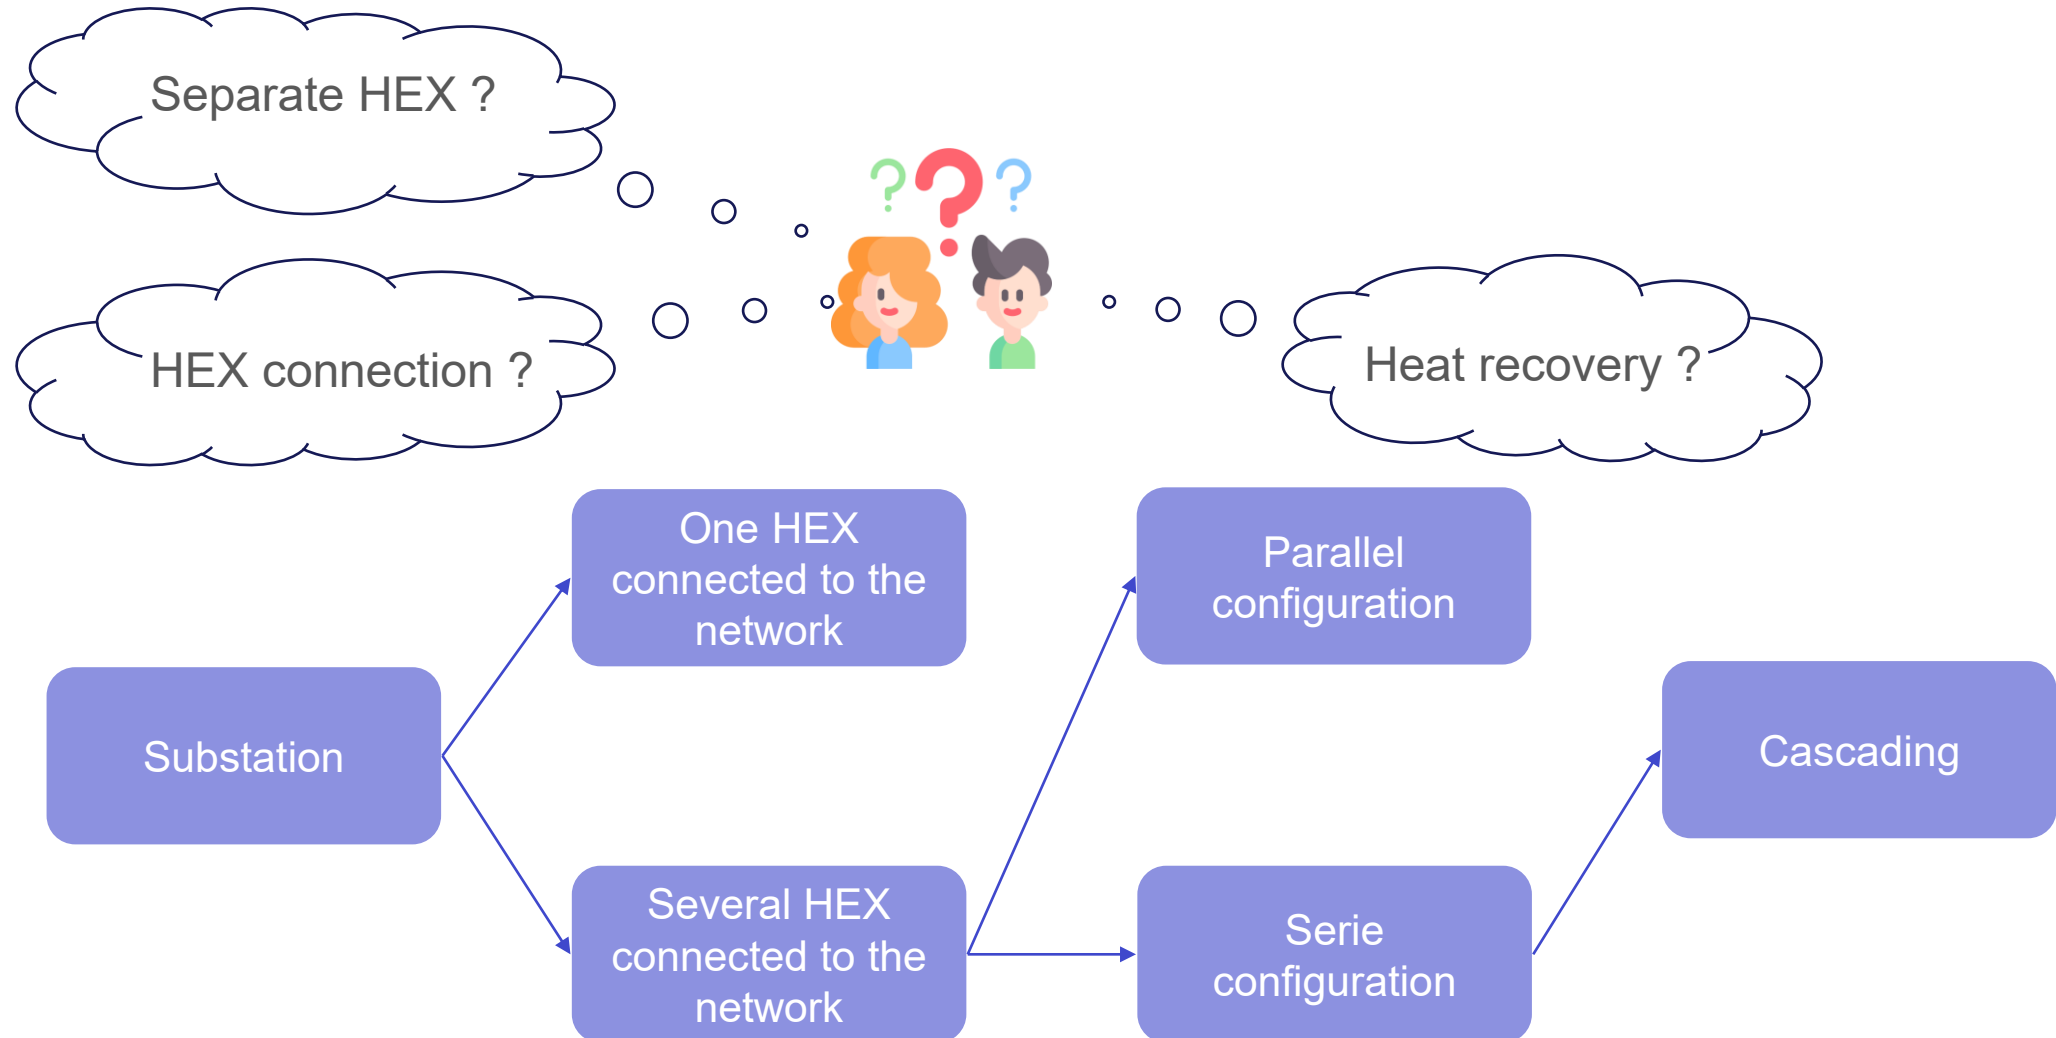 Separate HEX ?
? ? ?
HEX connection ?
Heat recovery ?
One HEX
connected to the
network
Parallel
configuration
Substation
Cascading
Several HEX
connected to the
network
Serie
configuration